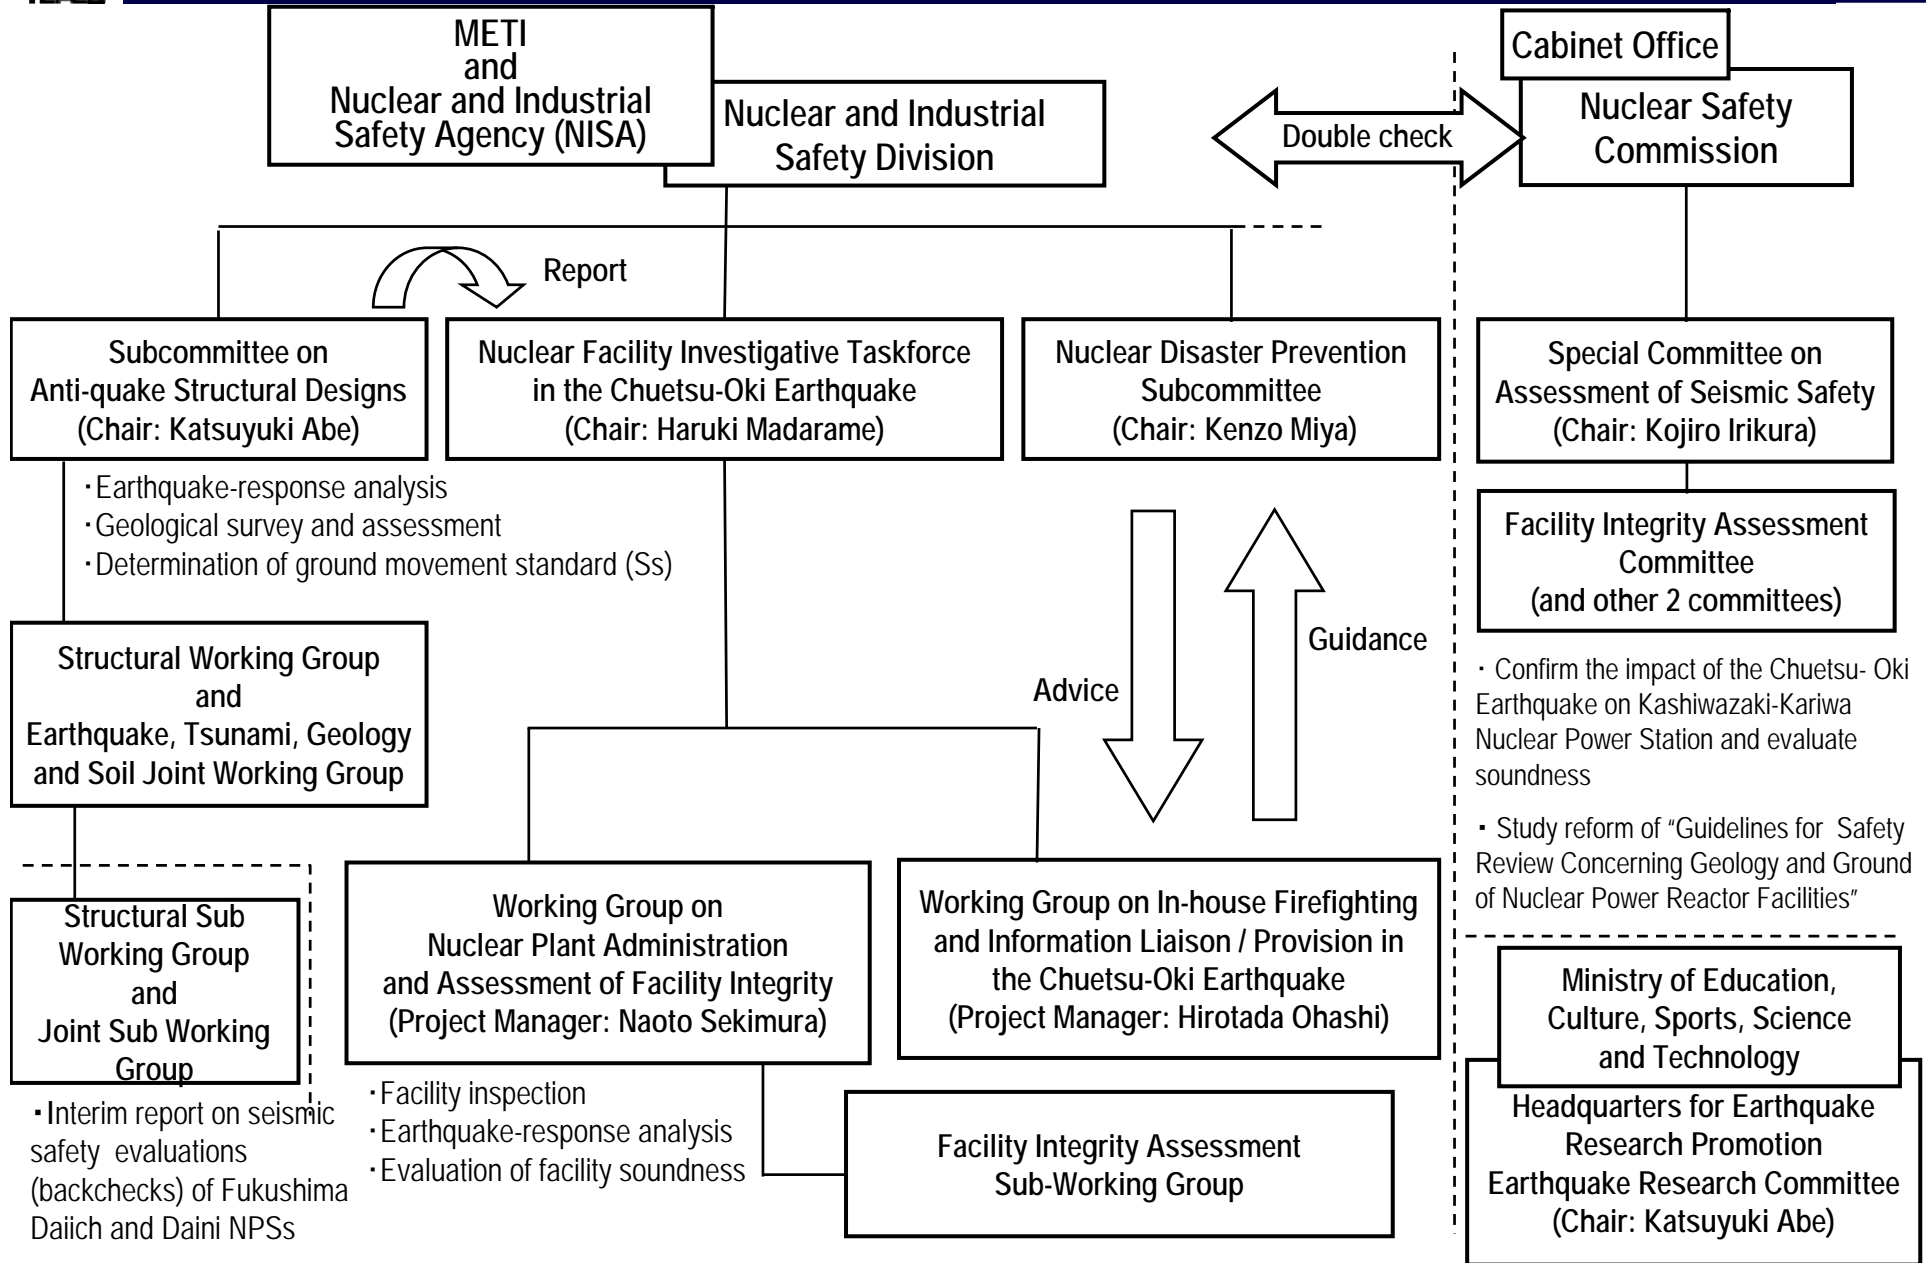 METI
and
Nuclear and Industrial
Safety Agency (NISA)
Nuclear and Industrial
Safety Division
Double check
Cabinet Office
Nuclear Safety
Commission
Report
Subcommittee on
Anti-quake Structural Designs
(Chair: Katsuyuki Abe)
Nuclear Facility Investigative Taskforce
in the Chuetsu-Oki Earthquake
(Chair: Haruki Madarame)
Nuclear Disaster Prevention
Subcommittee
(Chair: Kenzo Miya)
Special Committee on
Assessment of Seismic Safety
(Chair: Kojiro Irikura)
・Earthquake-response analysis
・Geological survey and assessment
・Determination of ground movement standard (Ss)
Facility Integrity Assessment
Committee
(and other 2 committees)
Structural Working Group
and
Earthquake, Tsunami, Geology
and Soil Joint Working Group
Advice
Guidance
・ Confirm the impact of the Chuetsu- Oki
Earthquake on Kashiwazaki-Kariwa
Nuclear Power Station and evaluate
soundness
・ Study reform of “Guidelines for Safety
Review Concerning Geology and Ground
of Nuclear Power Reactor Facilities”
Structural Sub
Working Group
and
Joint Sub Working
Group
Working Group on
Nuclear Plant Administration
and Assessment of Facility Integrity
(Project Manager: Naoto Sekimura)
Working Group on In-house Firefighting
and Information Liaison / Provision in
the Chuetsu-Oki Earthquake
(Project Manager: Hirotada Ohashi)
Ministry of Education,
Culture, Sports, Science
and Technology
・Interim report on seismic
safety evaluations
(backchecks) of Fukushima
Daiich and Daini NPSs
・Facility inspection
・Earthquake-response analysis
・Evaluation of facility soundness
Facility Integrity Assessment
Sub-Working Group
Headquarters for Earthquake
Research Promotion
Earthquake Research Committee
(Chair: Katsuyuki Abe)